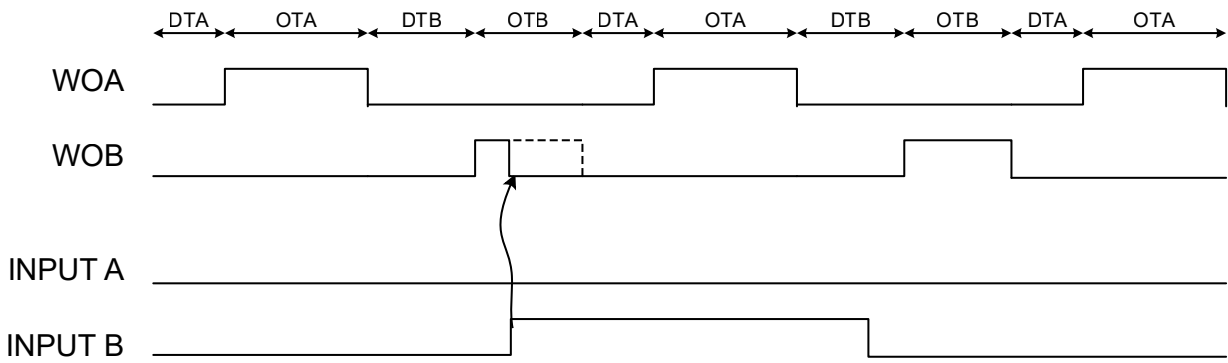 DTA OTA DTB OTB DTA OTA DTB OTB DTA OTA
WOA
WOB
INPUT A
INPUT B